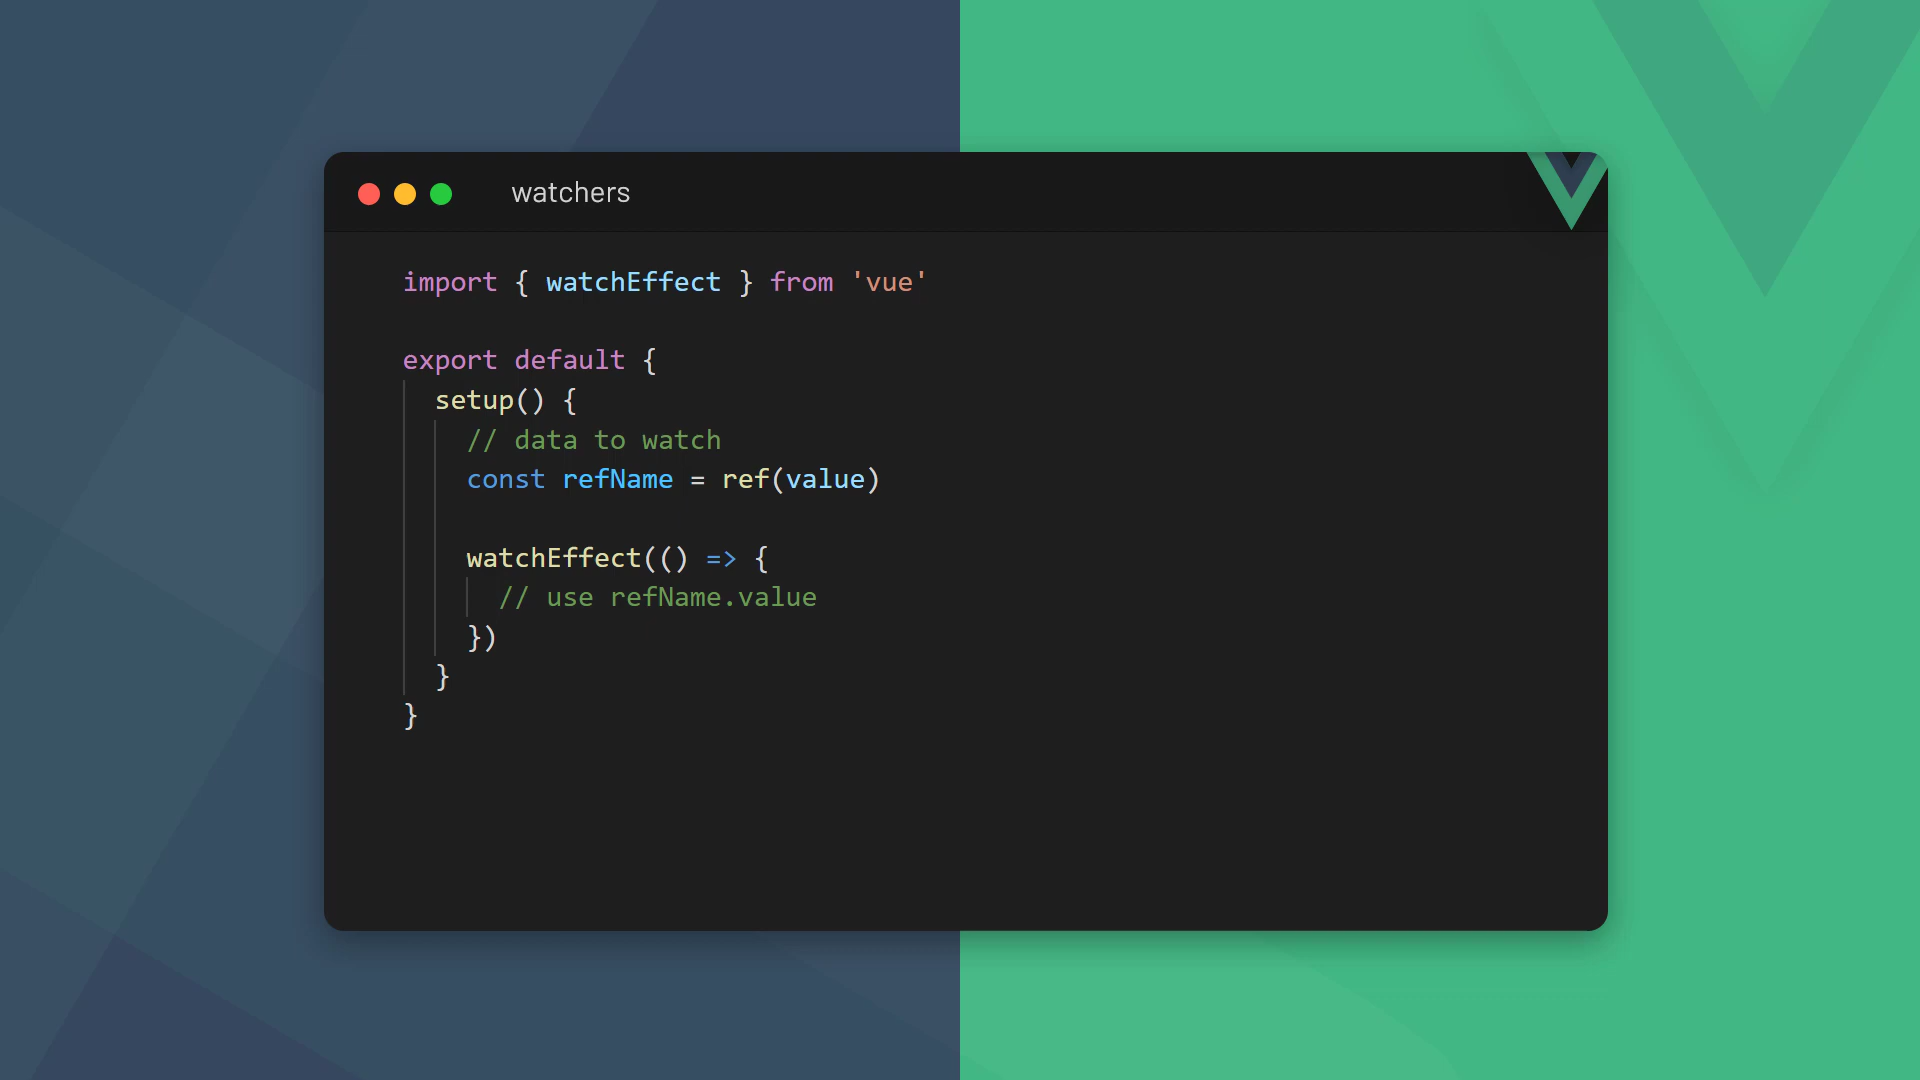 watchers
import { watchEffect } from 'vue'
export default {
setup() {
// data to watch
const refName = ref(value)
watchEffect(() => {
// use refName.value
})
}
}